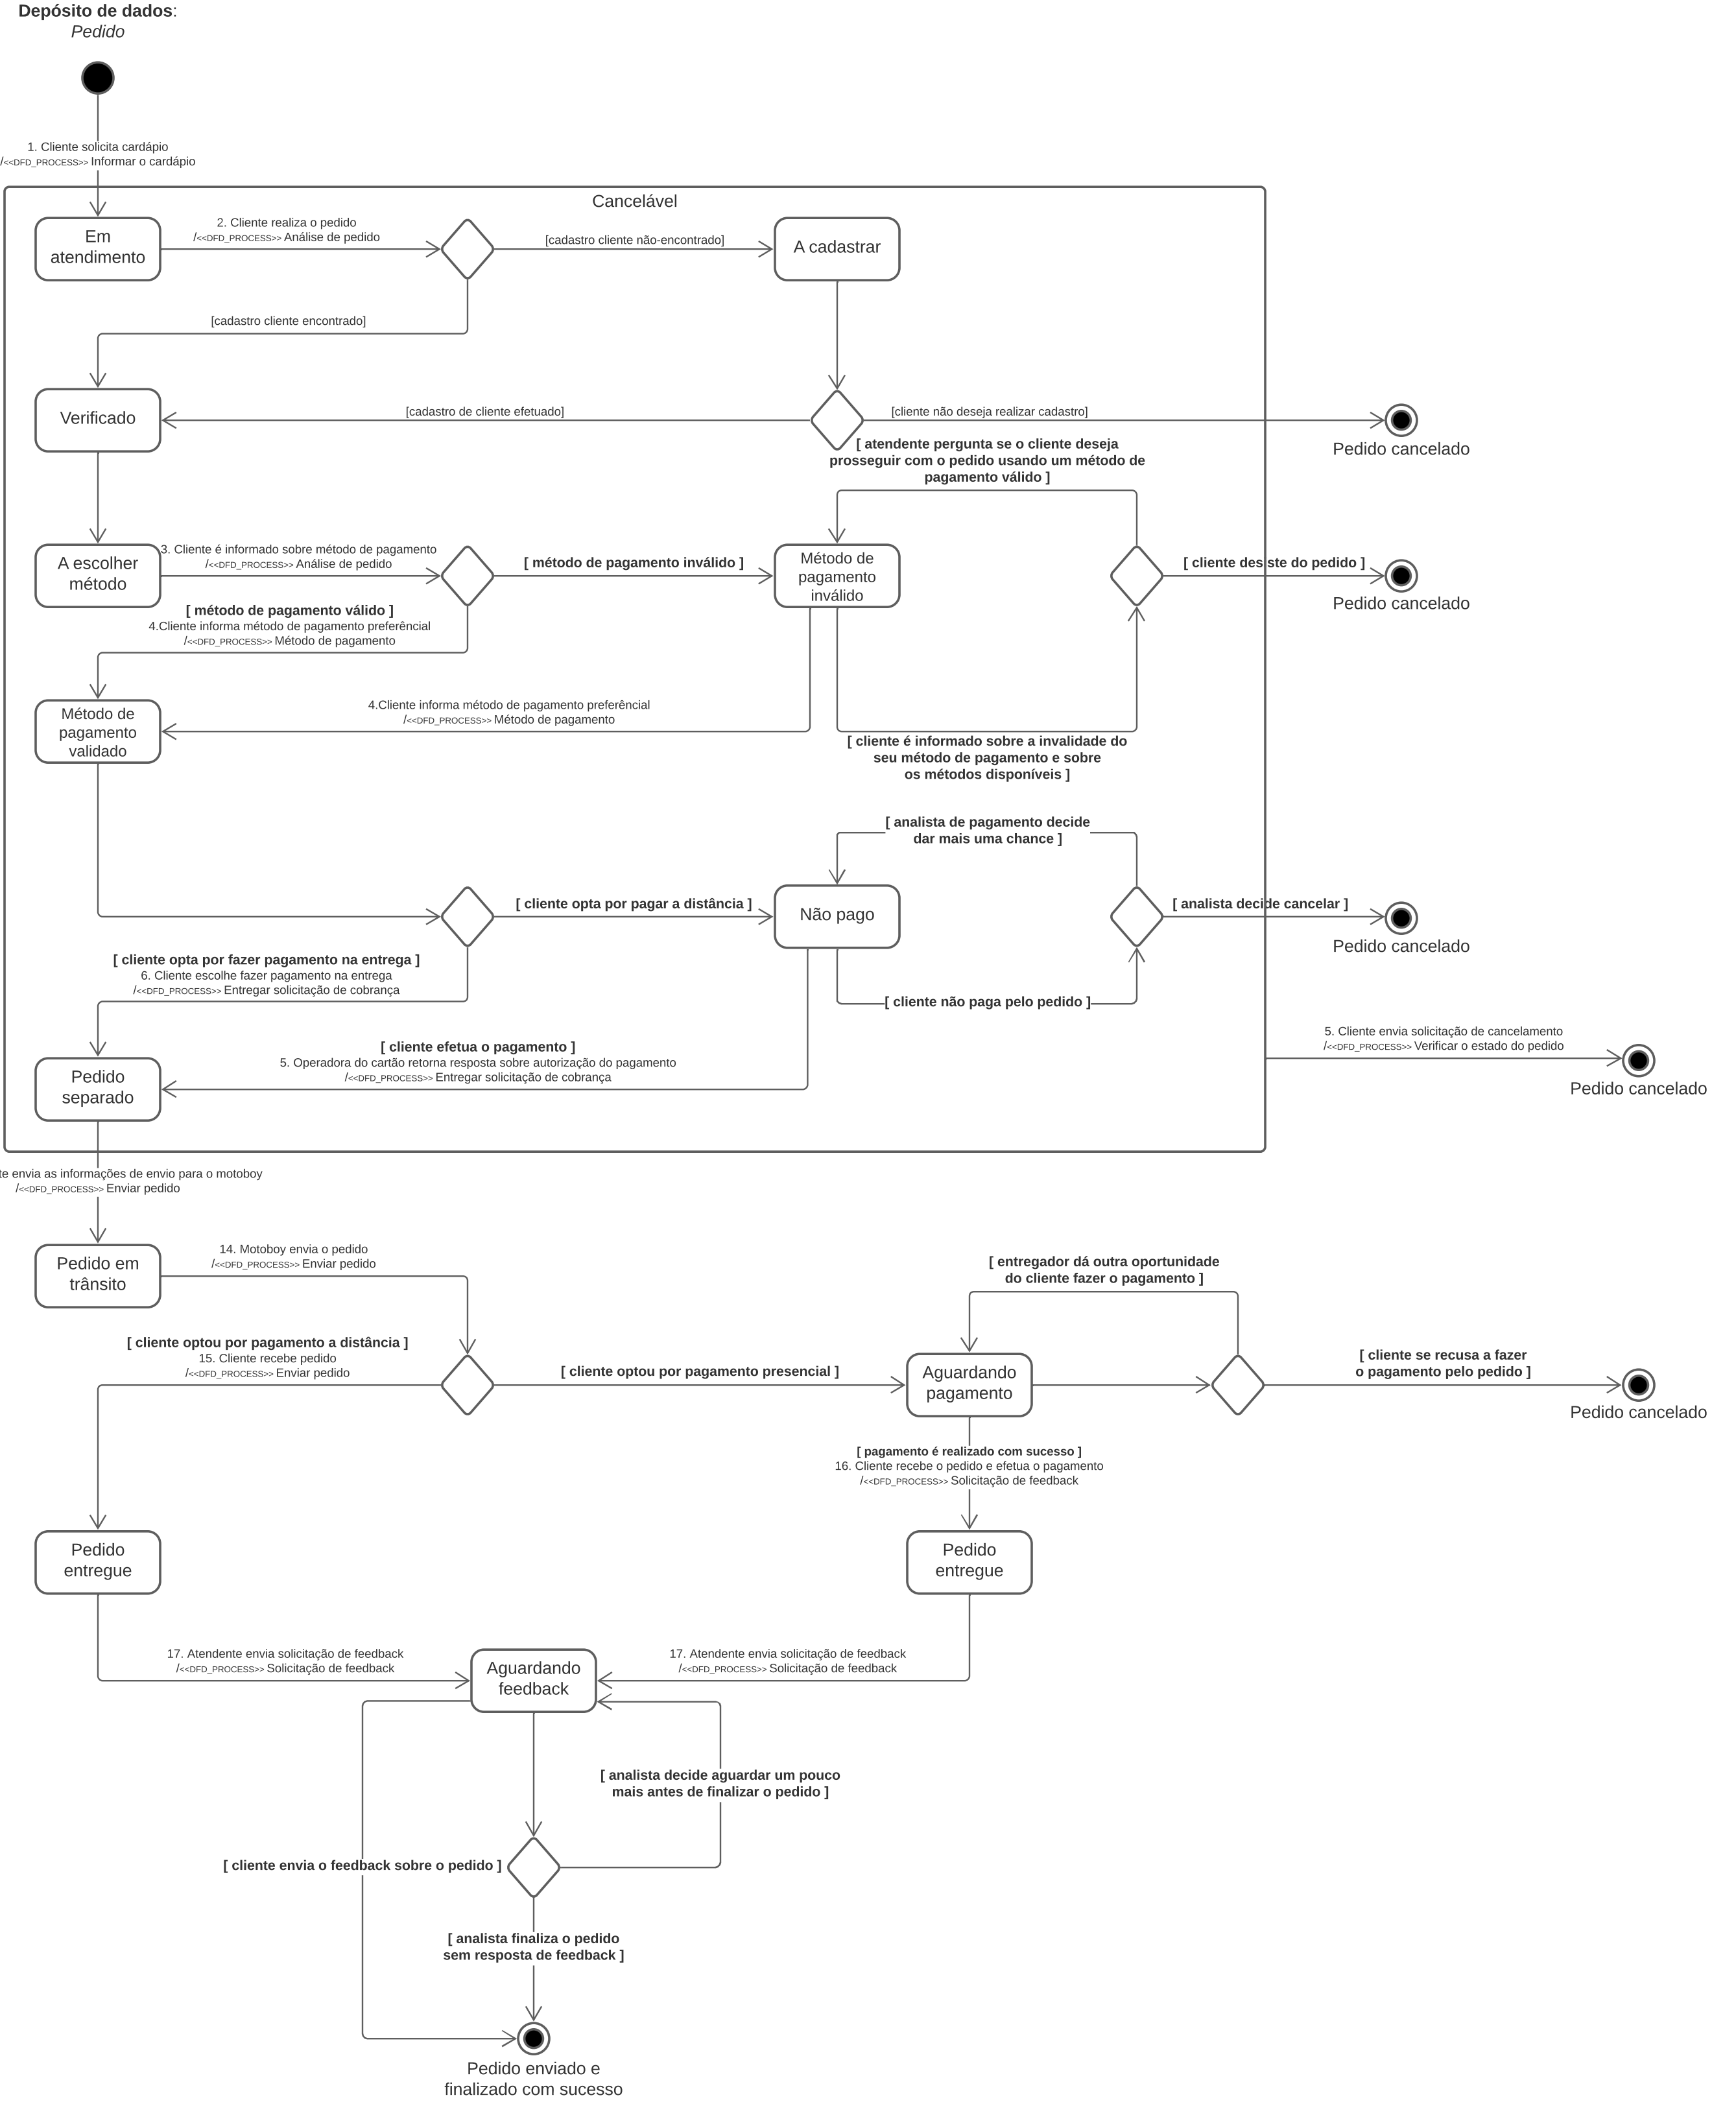 Depósito de dados:
Pedido
1. Cliente solicita cardápio
/<<DFD_PROCESS>> Informar o cardápio
Cancelável
Em
atendimento
2. Cliente realiza o pedido
/<<DFD_PROCESS>> Análise de pedido
[cadastro cliente não-encontrado]
A cadastrar
[cadastro cliente encontrado]
Verificado
[cadastro de cliente efetuado]
[cliente não deseja realizar cadastro]
Pedido cancelado
[ atendente pergunta se o cliente deseja
prosseguir com o pedido usando um método de
pagamento válido ]
A escolher
método
3. Cliente é informado sobre método de pagamento
/<<DFD_PROCESS>> Análise de pedido
[ método de pagamento inválido ]
Método de
pagamento
inválido
[ cliente desiste do pedido ]
Pedido cancelado
[ método de pagamento válido ]
4.Cliente informa método de pagamento preferêncial
/<<DFD_PROCESS>> Método de pagamento
Método de
pagamento
validado
4.Cliente informa método de pagamento preferêncial
/<<DFD_PROCESS>> Método de pagamento
[ cliente é informado sobre a invalidade do
seu método de pagamento e sobre
os métodos disponíveis ]
[ analista de pagamento decide
dar mais uma chance ]
[ cliente opta por pagar a distância ]
Não pago
[ analista decide cancelar ]
Pedido cancelado
[ cliente opta por fazer pagamento na entrega ]
6. Cliente escolhe fazer pagamento na entrega
/<<DFD_PROCESS>> Entregar solicitação de cobrança
[ cliente não paga pelo pedido ]
5. Cliente envia solicitação de cancelamento
/<<DFD_PROCESS>> Verificar o estado do pedido
Pedido cancelado
[ cliente efetua o pagamento ]
5. Operadora do cartão retorna resposta sobre autorização do pagamento
/<<DFD_PROCESS>> Entregar solicitação de cobrança
Pedido
separado
envia as informações de envio para o motoboy
/<<DFD_PROCESS>> Enviar pedido
Pedido em
trânsito
14. Motoboy envia o pedido
/<<DFD_PROCESS>> Enviar pedido
[ entregador dá outra oportunidade
do cliente fazer o pagamento ]
[ cliente optou por pagamento a distância ]
15. Cliente recebe pedido
/<<DFD_PROCESS>> Enviar pedido
[ cliente optou por pagamento presencial ]
Aguardando
pagamento
[ cliente se recusa a fazer
o pagamento pelo pedido ]
Pedido cancelado
[ pagamento é realizado com sucesso ]
16. Cliente recebe o pedido e efetua o pagamento
/<<DFD_PROCESS>> Solicitação de feedback
Pedido
entregue
Pedido
entregue
17. Atendente envia solicitação de feedback
/<<DFD_PROCESS>> Solicitação de feedback
Aguardando
feedback
17. Atendente envia solicitação de feedback
/<<DFD_PROCESS>> Solicitação de feedback
[ analista decide aguardar um pouco
mais antes de finalizar o pedido ]
[ cliente envia o feedback sobre o pedido ]
[ analista finaliza o pedido
sem resposta de feedback ]
Pedido enviado e
finalizado com sucesso